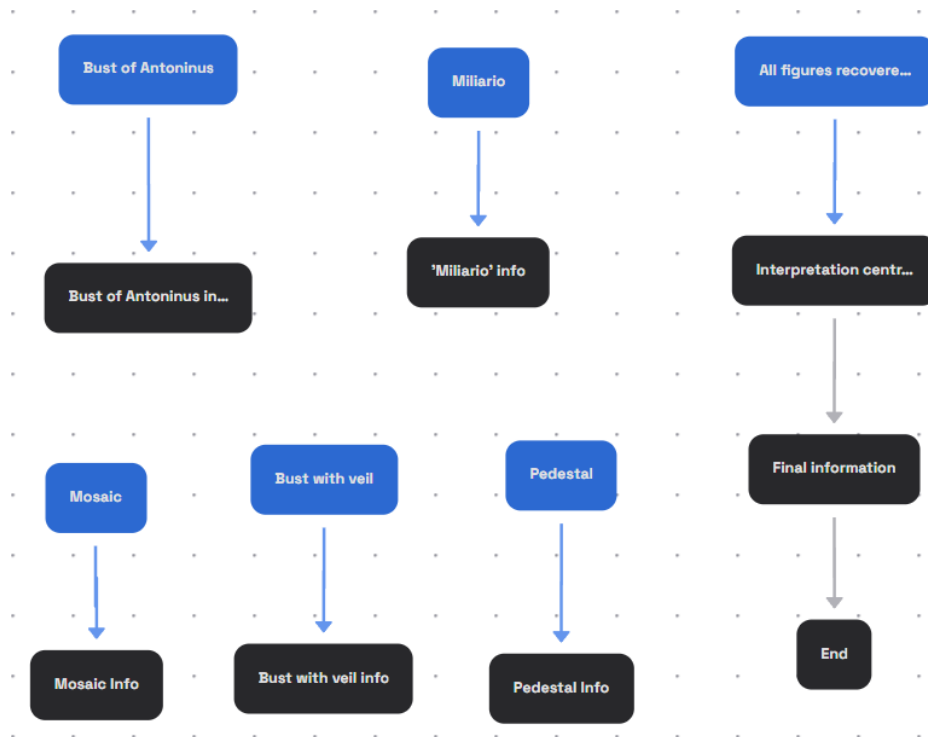 Bust of Antoninus
Miliario
All figures recovere...
Bust of Antoninus in...
'Miliario' info
Interpretation centr...
Mosaic
Bust with veil
Pedestal
Final information
Mosaic Info
Bust with veil info
Pedestal Info
End